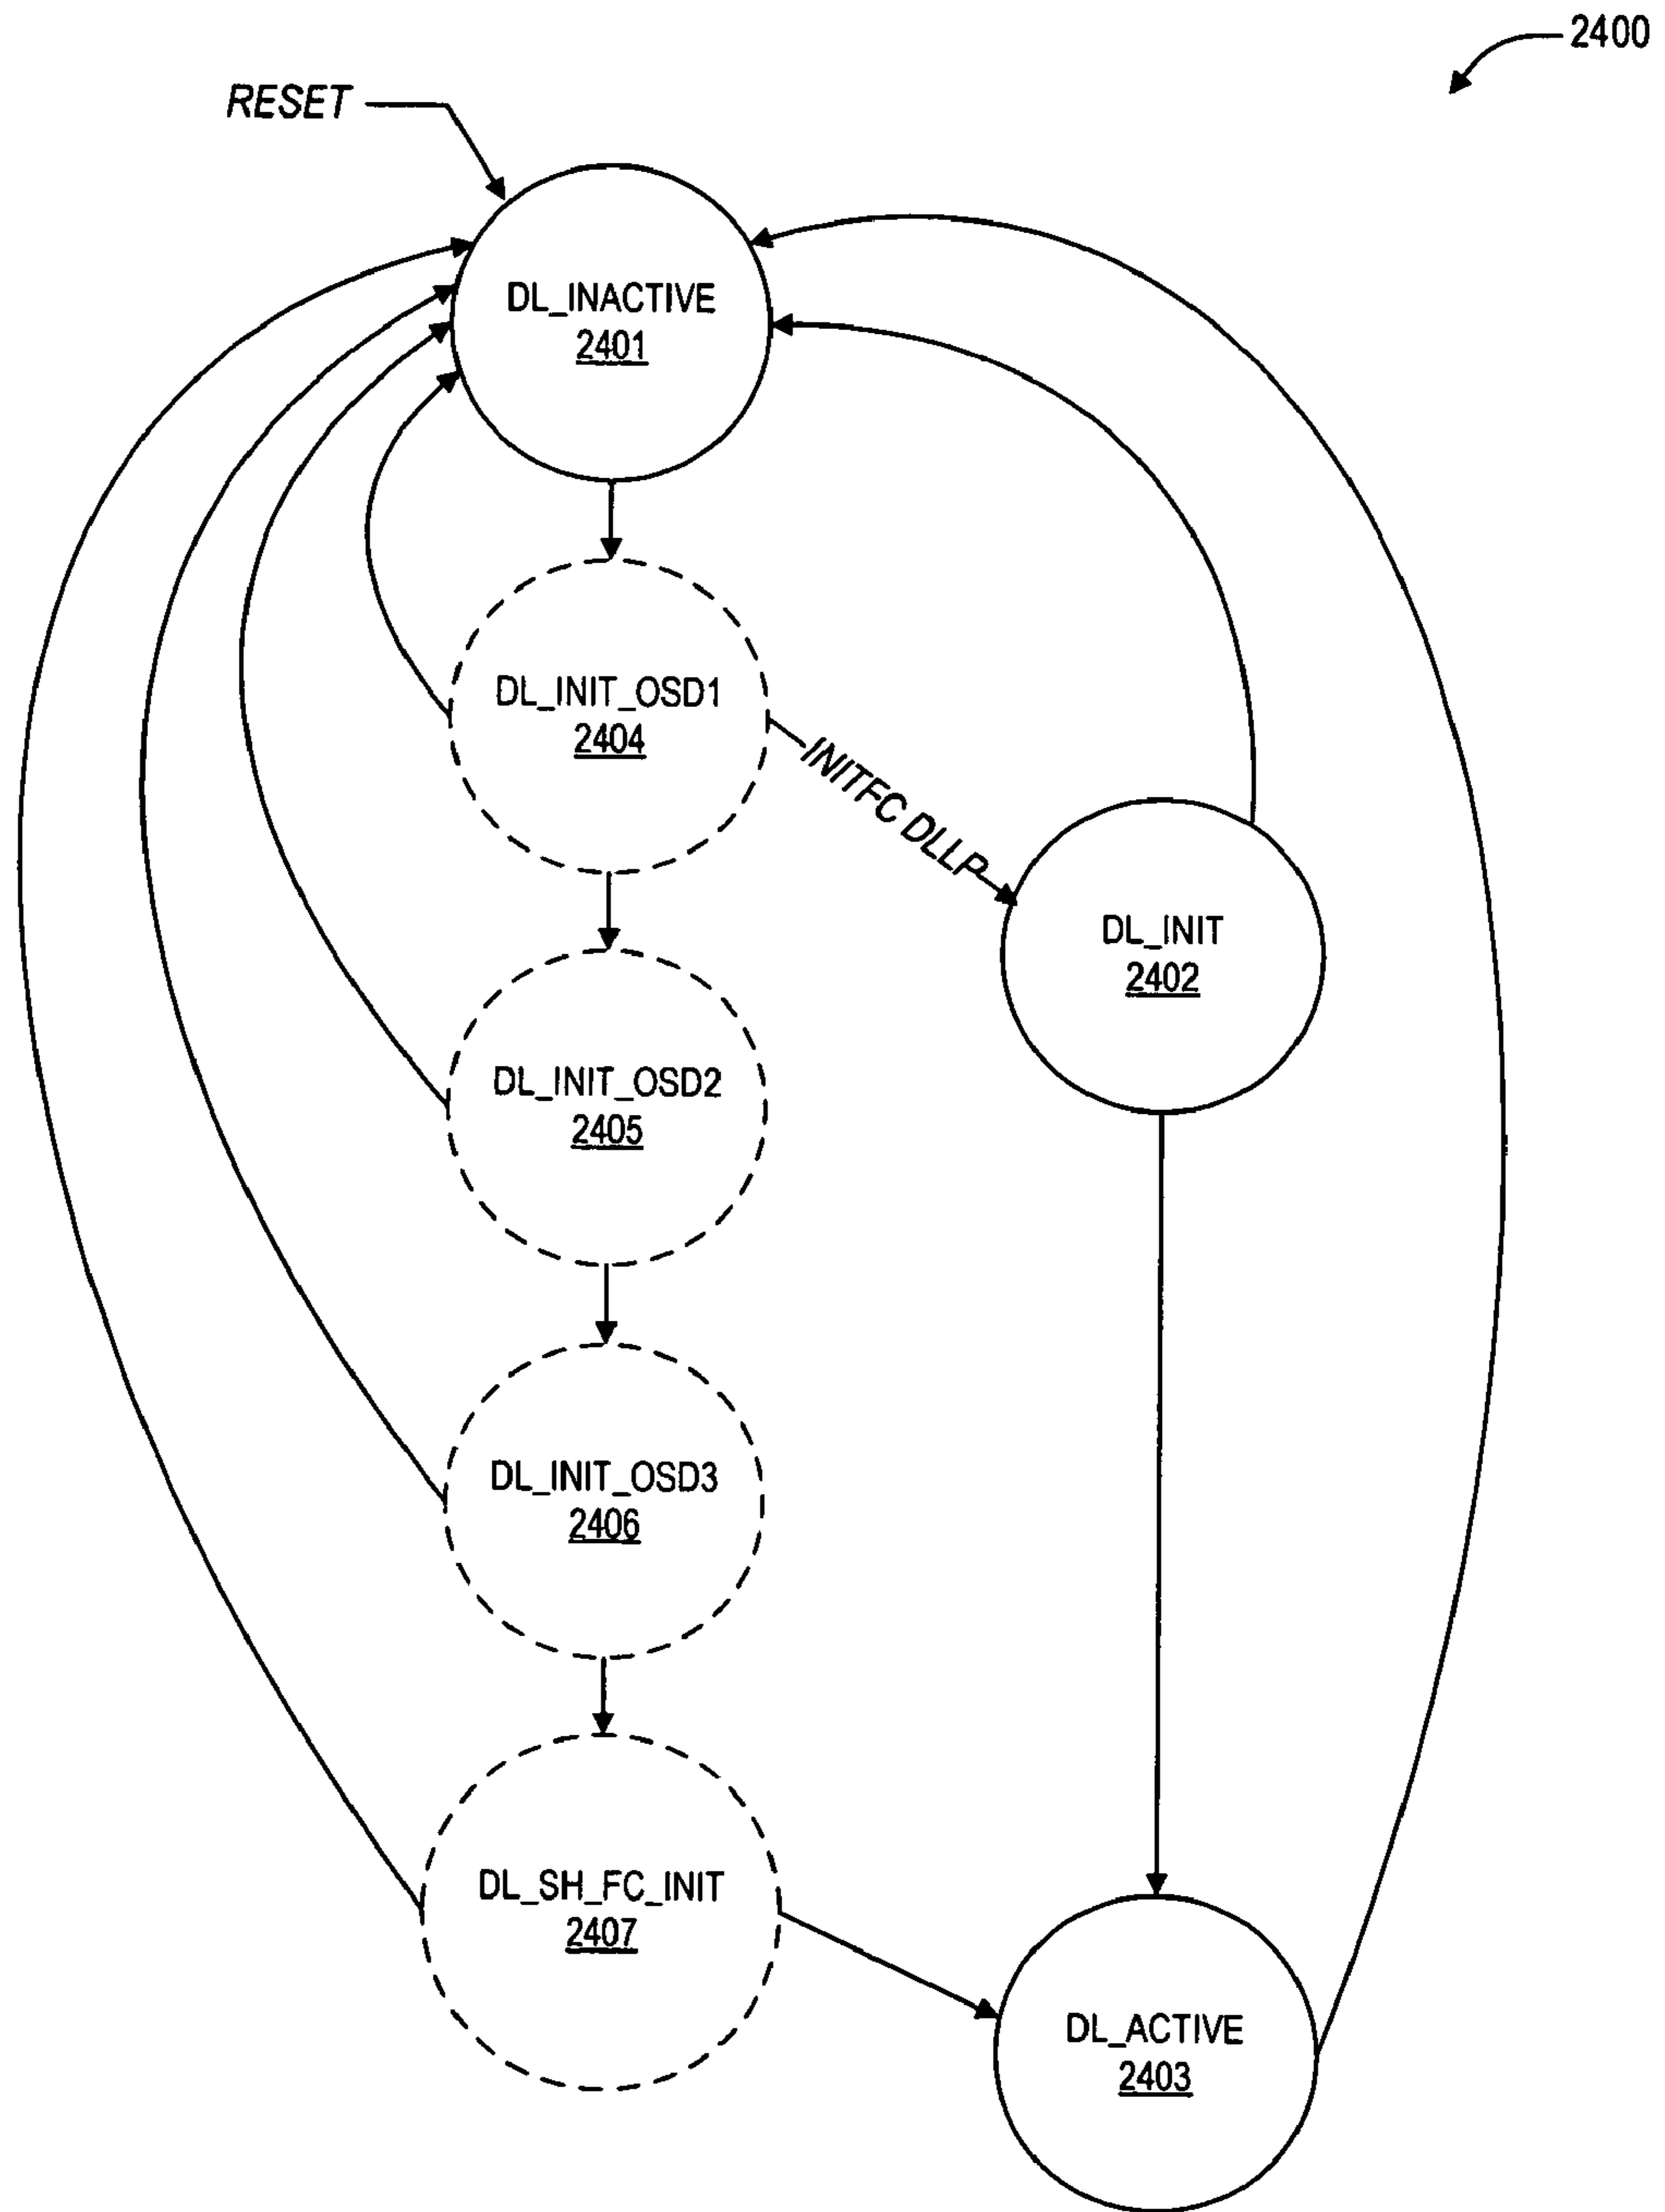 2400
RESET
DL_INACTIVE
2401
DL_INIT_OSD1
2404
INITFC DLLP
DL_INIT
2402
DL_INIT_OSD2
2405
DL_INIT_OSD3
2406
DL_SH_FC_INIT
2407
DL_ACTIVE
2403